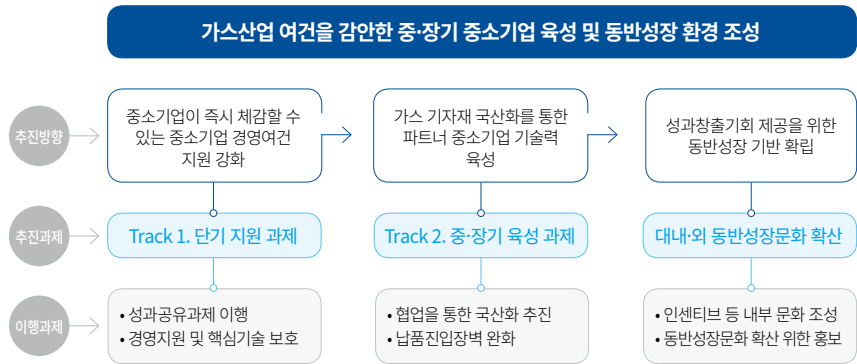 가스산업 여건을 감안한 중·장기 중소기업 육성 및 동반성장 환경 조성
추진방향
중소기업이 즉시 체감할 수
있는 중소기업 경영여건
지원 강화
가스 기자재 국산화를 통한
파트너 중소기업 기술력
육성
성과창출기회 제공을 위한
동반성장 기반 확립
추진과제
Track 1. 단기 지원 과제
Track 2. 중·장기 육성 과제
대내·외 동반성장문화 확산
이행과제
• 성과공유과제 이행
• 경영지원 및 핵심기술 보호
• 협업을 통한 국산화 추진
• 납품진입장벽 완화
• 인센티브 등 내부 문화 조성
• 동반성장문화 확산 위한 홍보